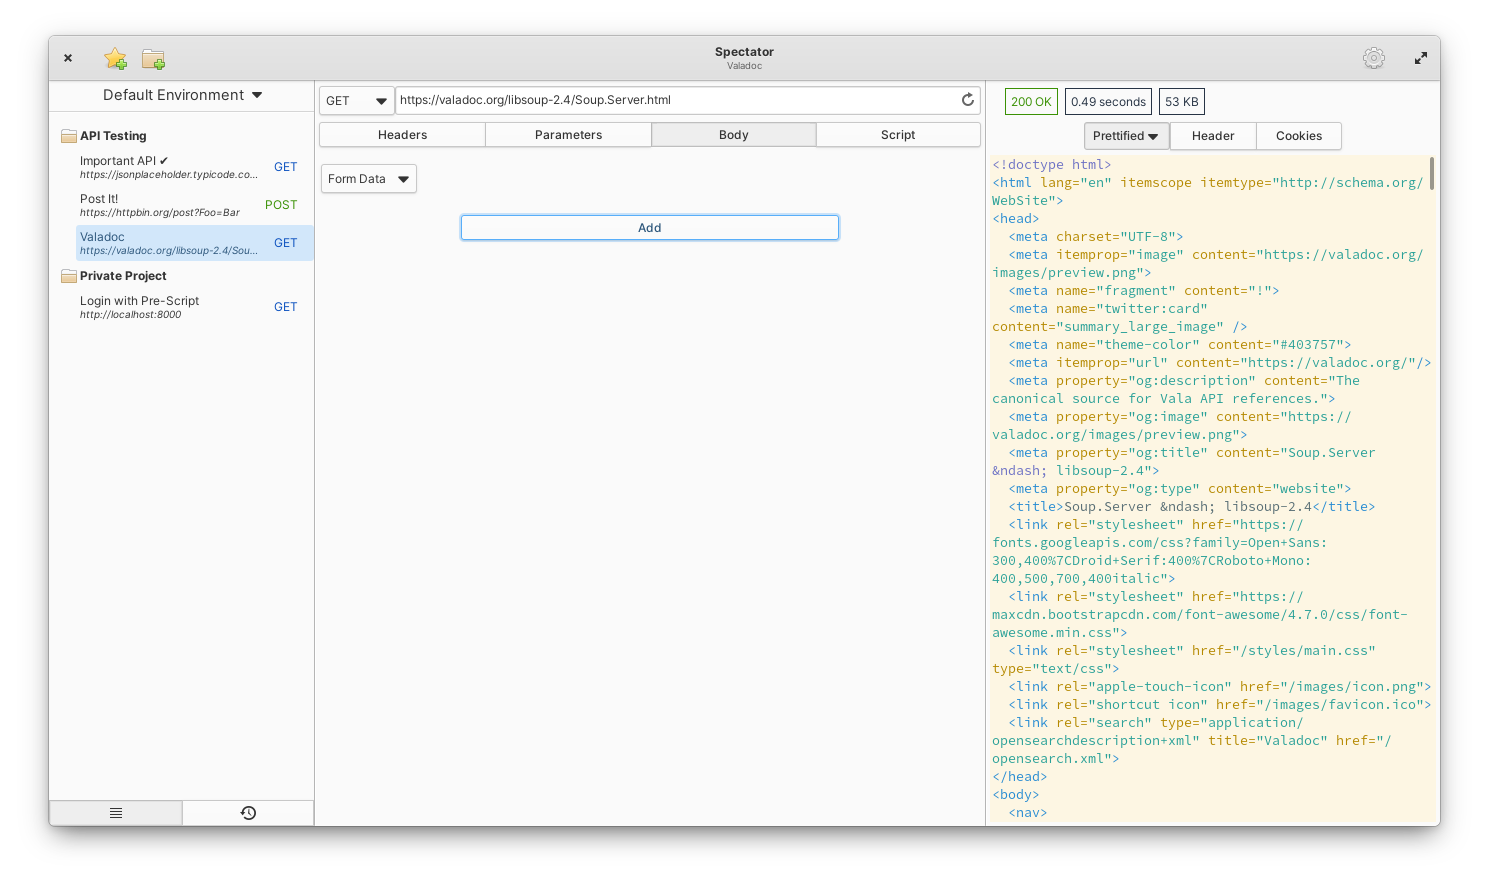 Spectator
Valadoc
Default Environment
API Testing
Important API ✔
https://jsonplaceholder.typicode.co...
GET
Post It!
https://httpbin.org/post?Foo=Bar
POST
Valadoc
https://valadoc.org/libsoup-2.4/Sou...
GET
Private Project
Login with Pre-Script
http://localhost:8000
GET
GET
https://valadoc.org/libsoup-2.4/Soup.Server.html
Headers
Parameters
Body
Script
Form Data
Add
200 OK
0.49 seconds
53 KB
Prettified
Header
Cookies
<!doctype html>
<html lang="en" itemscope itemtype="http://schema.org/
WebSite">
<head>
  <meta charset="UTF-8">
  <meta itemprop="image" content="https://valadoc.org/
images/preview.png">
  <meta name="fragment" content="!">
  <meta name="twitter:card"
content="summary_large_image" />
  <meta name="theme-color" content="#403757">
  <meta itemprop="url" content="https://valadoc.org/"/>
  <meta property="og:description" content="The
canonical source for Vala API references.">
  <meta property="og:image" content="https://
valadoc.org/images/preview.png">
  <meta property="og:title" content="Soup.Server
&ndash; libsoup-2.4">
  <meta property="og:type" content="website">
  <title>Soup.Server &ndash; libsoup-2.4</title>
  <link rel="stylesheet" href="https://
fonts.googleapis.com/css?family=Open+Sans:
300,400%7CDroid+Serif:400%7CRoboto+Mono:
400,500,700,400italic">
  <link rel="stylesheet" href="https://
maxcdn.bootstrapcdn.com/font-awesome/4.7.0/css/font-
awesome.min.css">
  <link rel="stylesheet" href="/styles/main.css"
type="text/css">
  <link rel="apple-touch-icon" href="/images/icon.png">
  <link rel="shortcut icon" href="/images/favicon.ico">
  <link rel="search" type="application/
opensearchdescription+xml" title="Valadoc" href="/
opensearch.xml">
</head>
<body>
  <nav>